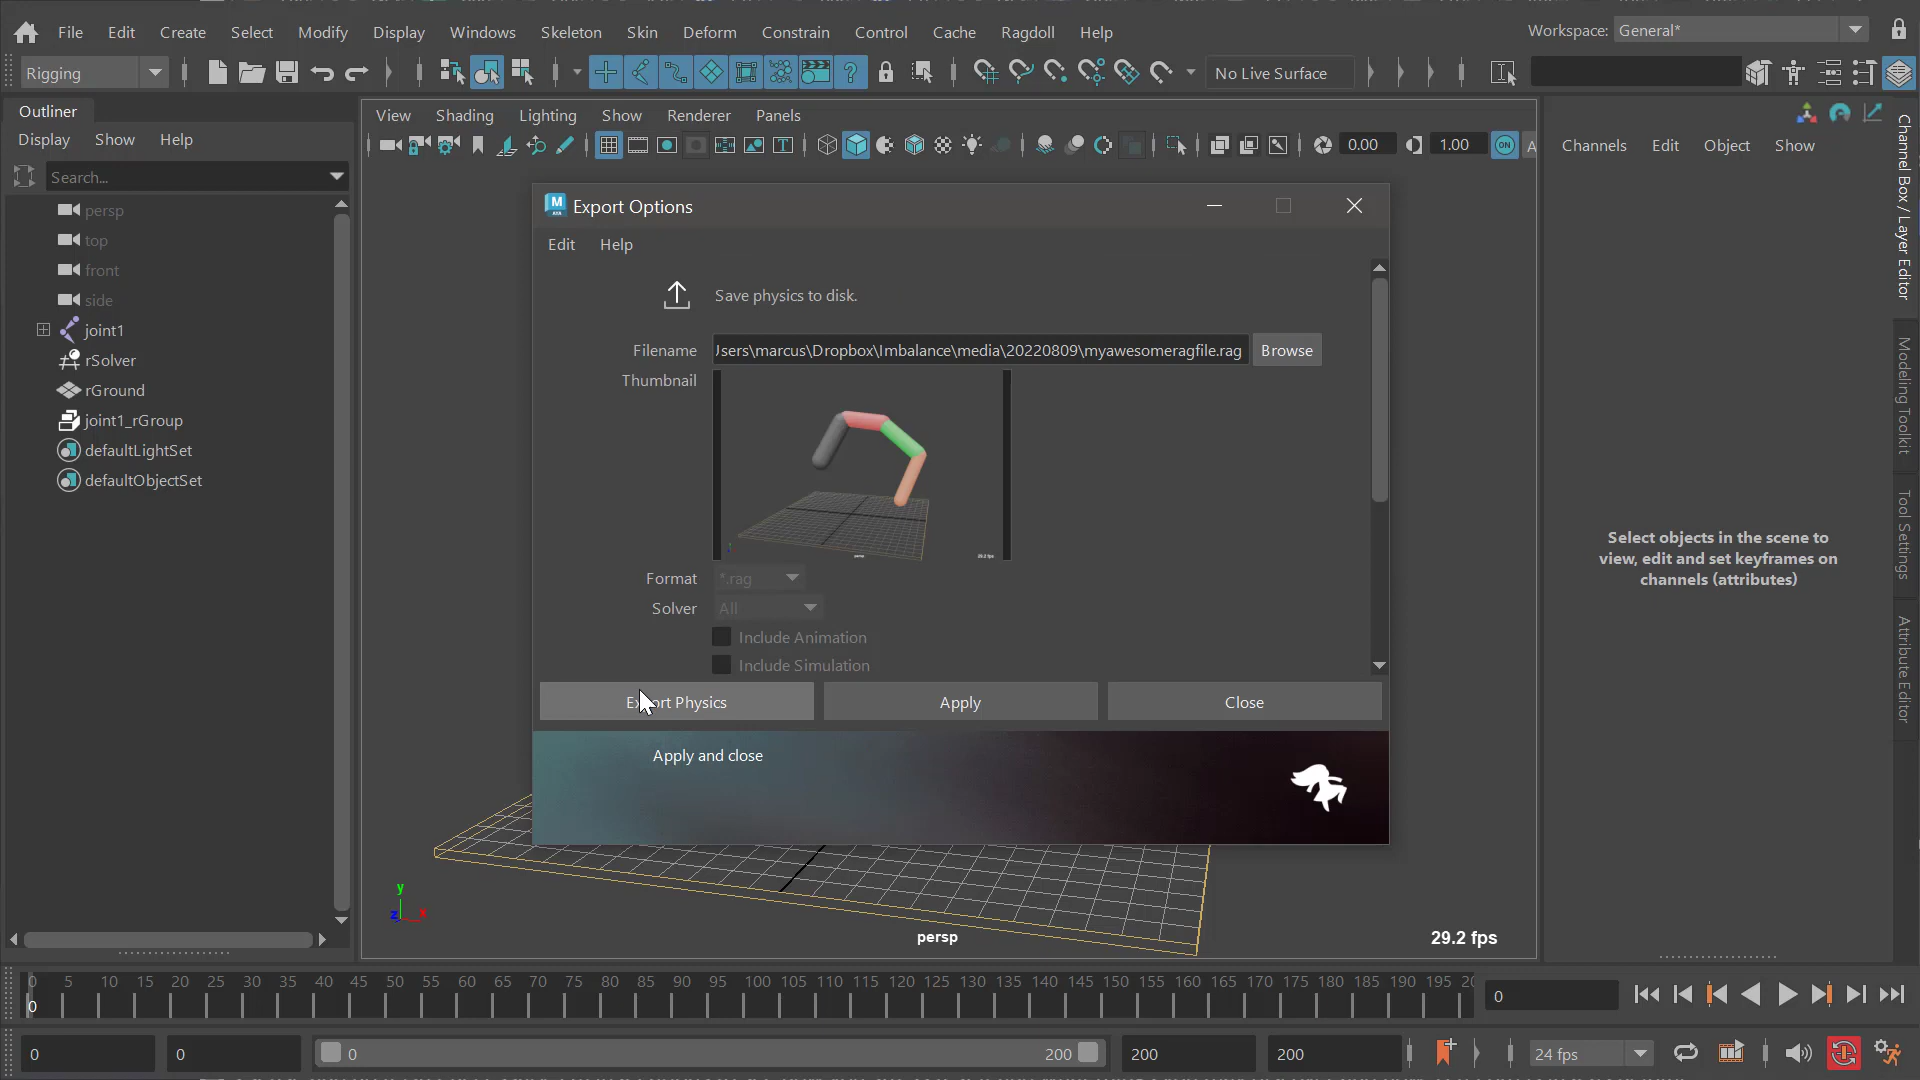 File Edit Create Select Modify Display Windows Skeleton Skin Deform Constrain Control Cache Ragdoll Help
Workspace: General*
Rigging
No Live Surface
Outliner
Display Show Help
Search...
persp
top
front
side
joint1
rSolver
rGround
joint1_rGroup
defaultLightSet
defaultObjectSet
View Shading Lighting Show Renderer Panels
0.00
1.00
ON
Export Options
Edit Help
Save physics to disk.
Filename
Jsers\marcus\Dropbox\Imbalance\media\20220809\myawesomeragfile.rag
Browse
Thumbnail
Format
*.rag
Solver
All
Include Animation
Include Simulation
Export Physics
Apply
Close
Apply and close
y
z
x
persp
29.2 fps
Channels Edit Object Show
Select objects in the scene to
view, edit and set keyframes on
channels (attributes)
Channel Box / Layer Editor
Modeling Toolkit
Tool Settings
Attribute Editor
0 5 10 15 20 25 30 35 40 45 50 55 60 65 70 75 80 85 90 95 100 105 110 115 120 125 130 135 140 145 150 155 160 165 170 175 180 185 190 195 20
0
0
0
0
0
200
200
200
24 fps